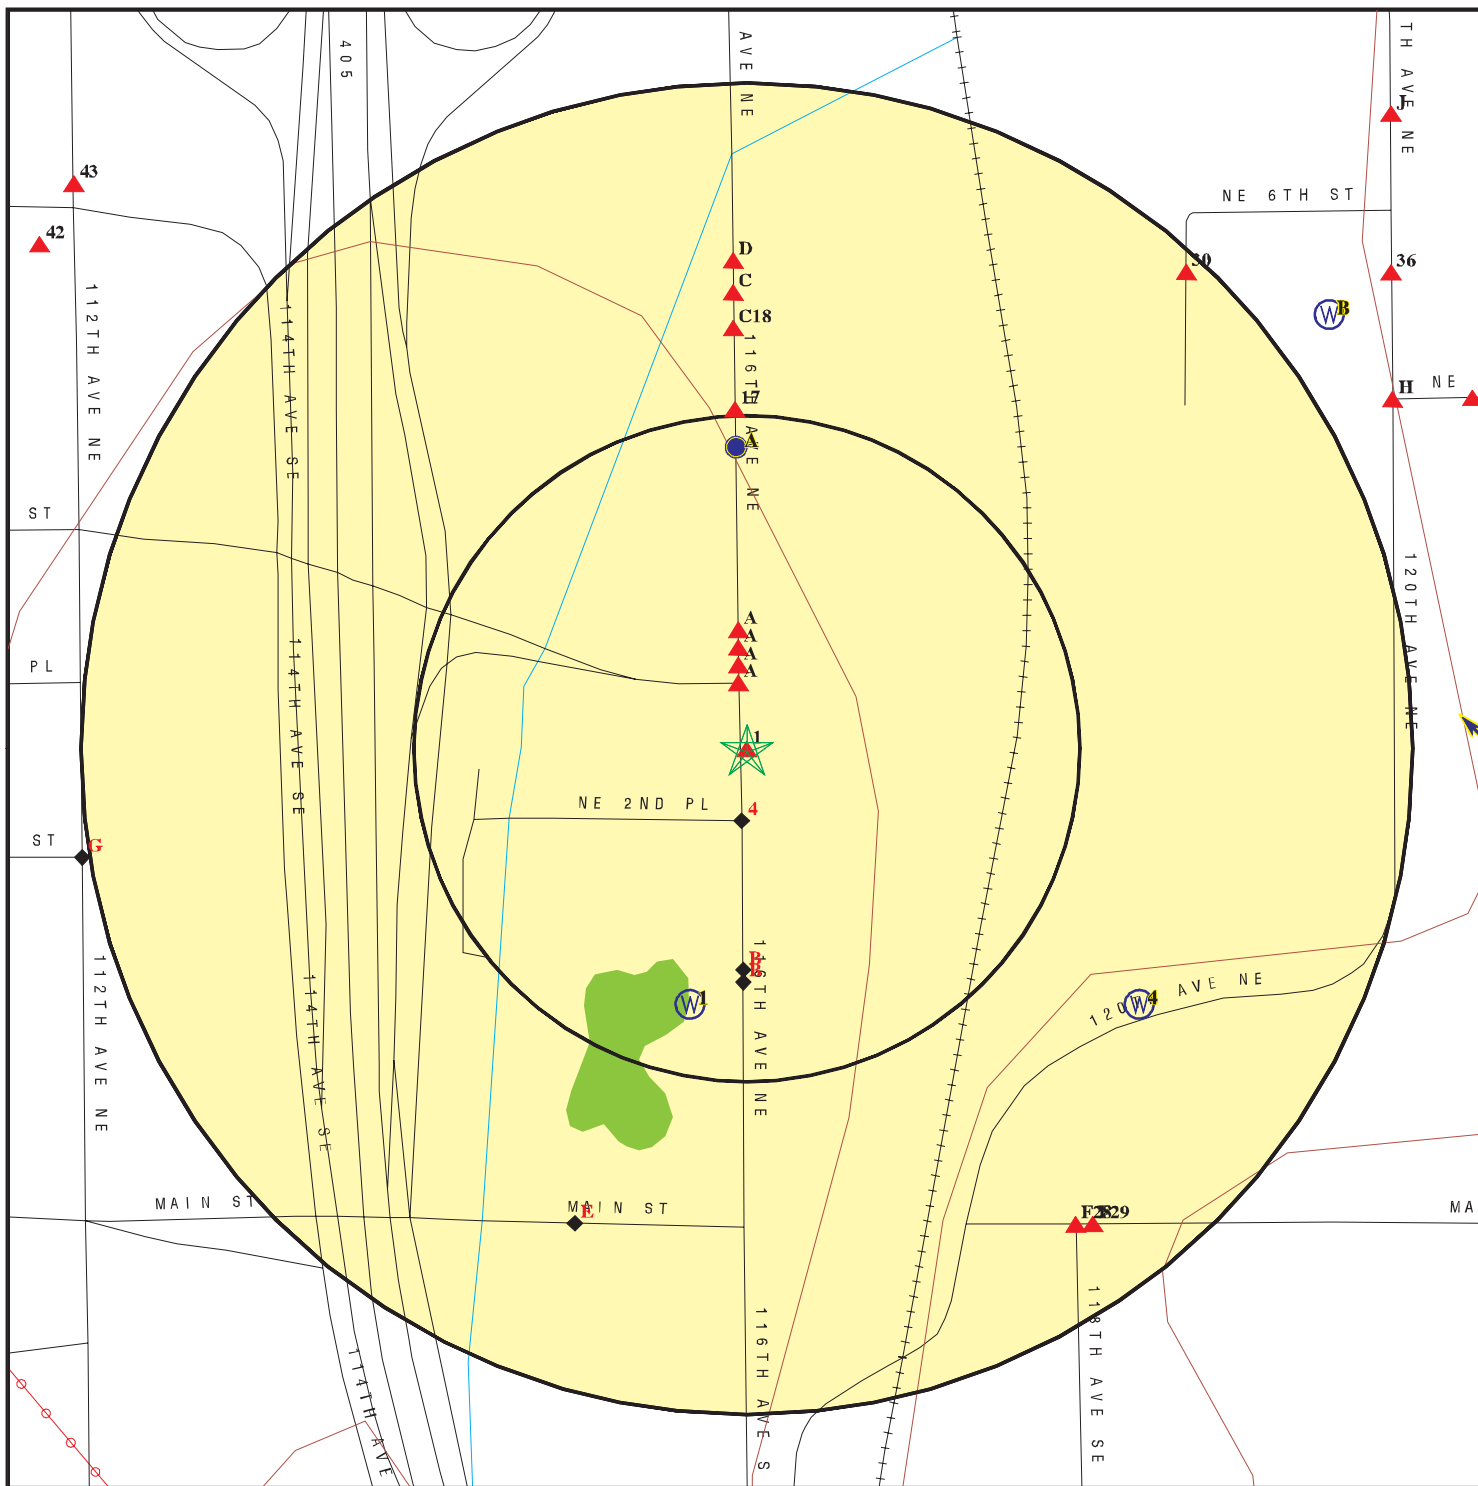 405
AVE NE
TH AVE NE
J
43
NE 6TH ST
42
D
30
36
C
B
C18
112TH AVE NE
114TH AVE SE
116TH AVE NE
17
H
NE
A
ST
120TH AVE NE
A
A
A
A
PL
114TH AVE SE
1
NE 2ND PL
4
ST
G
116TH AVE NE
B
112TH AVE NE
114TH AVE SE
W 1
W 4
AVE NE
MAIN ST
MAIN ST
E
F28
29
MA
118TH AVE SE
116TH AVE S
114TH AVE